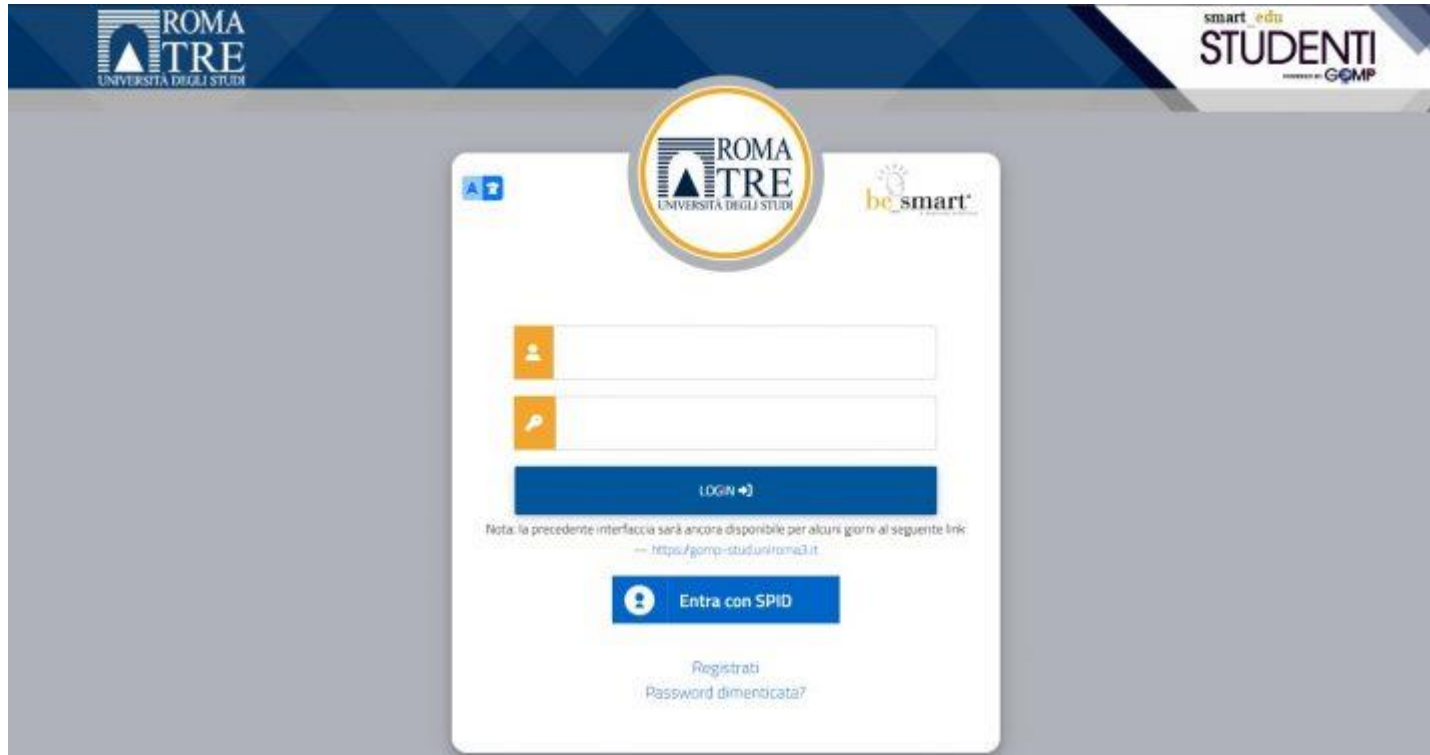 ROMA
TRE
UNIVERSITÀ DEGLI STUDI
smart_edu
STUDENTI
GOMP
ROMA
TRE
UNIVERSITÀ DEGLI STUDI
be_smart
LOGIN
Nota: la precedente interfaccia sarà ancora disponibile per alcuni giorni al seguente link
— https://gomp-stud.uniroma3.it
Entra con SPID
Registrati
Password dimenticata?